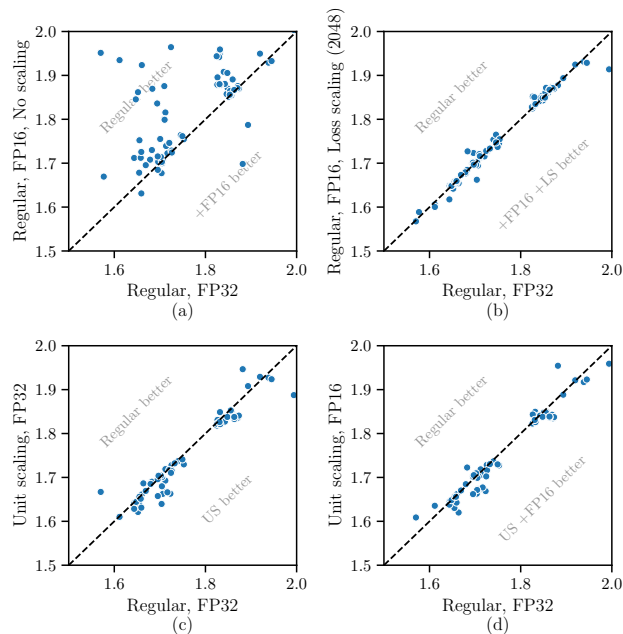 2.0
1.9
1.8
1.7
1.6
1.5
Regular, FP16, No scaling
Regular better
+FP16 better
1.6
1.8
2.0
Regular, FP32
(a)
2.0
1.9
1.8
1.7
1.6
1.5
Regular, FP16, Loss scaling (2048)
Regular better
+FP16 +LS better
1.6
1.8
2.0
Regular, FP32
(b)
2.0
1.9
1.8
1.7
1.6
1.5
Unit scaling, FP32
Regular better
US better
1.6
1.8
2.0
Regular, FP32
(c)
2.0
1.9
1.8
1.7
1.6
1.5
Unit scaling, FP16
Regular better
US +FP16 better
1.6
1.8
2.0
Regular, FP32
(d)